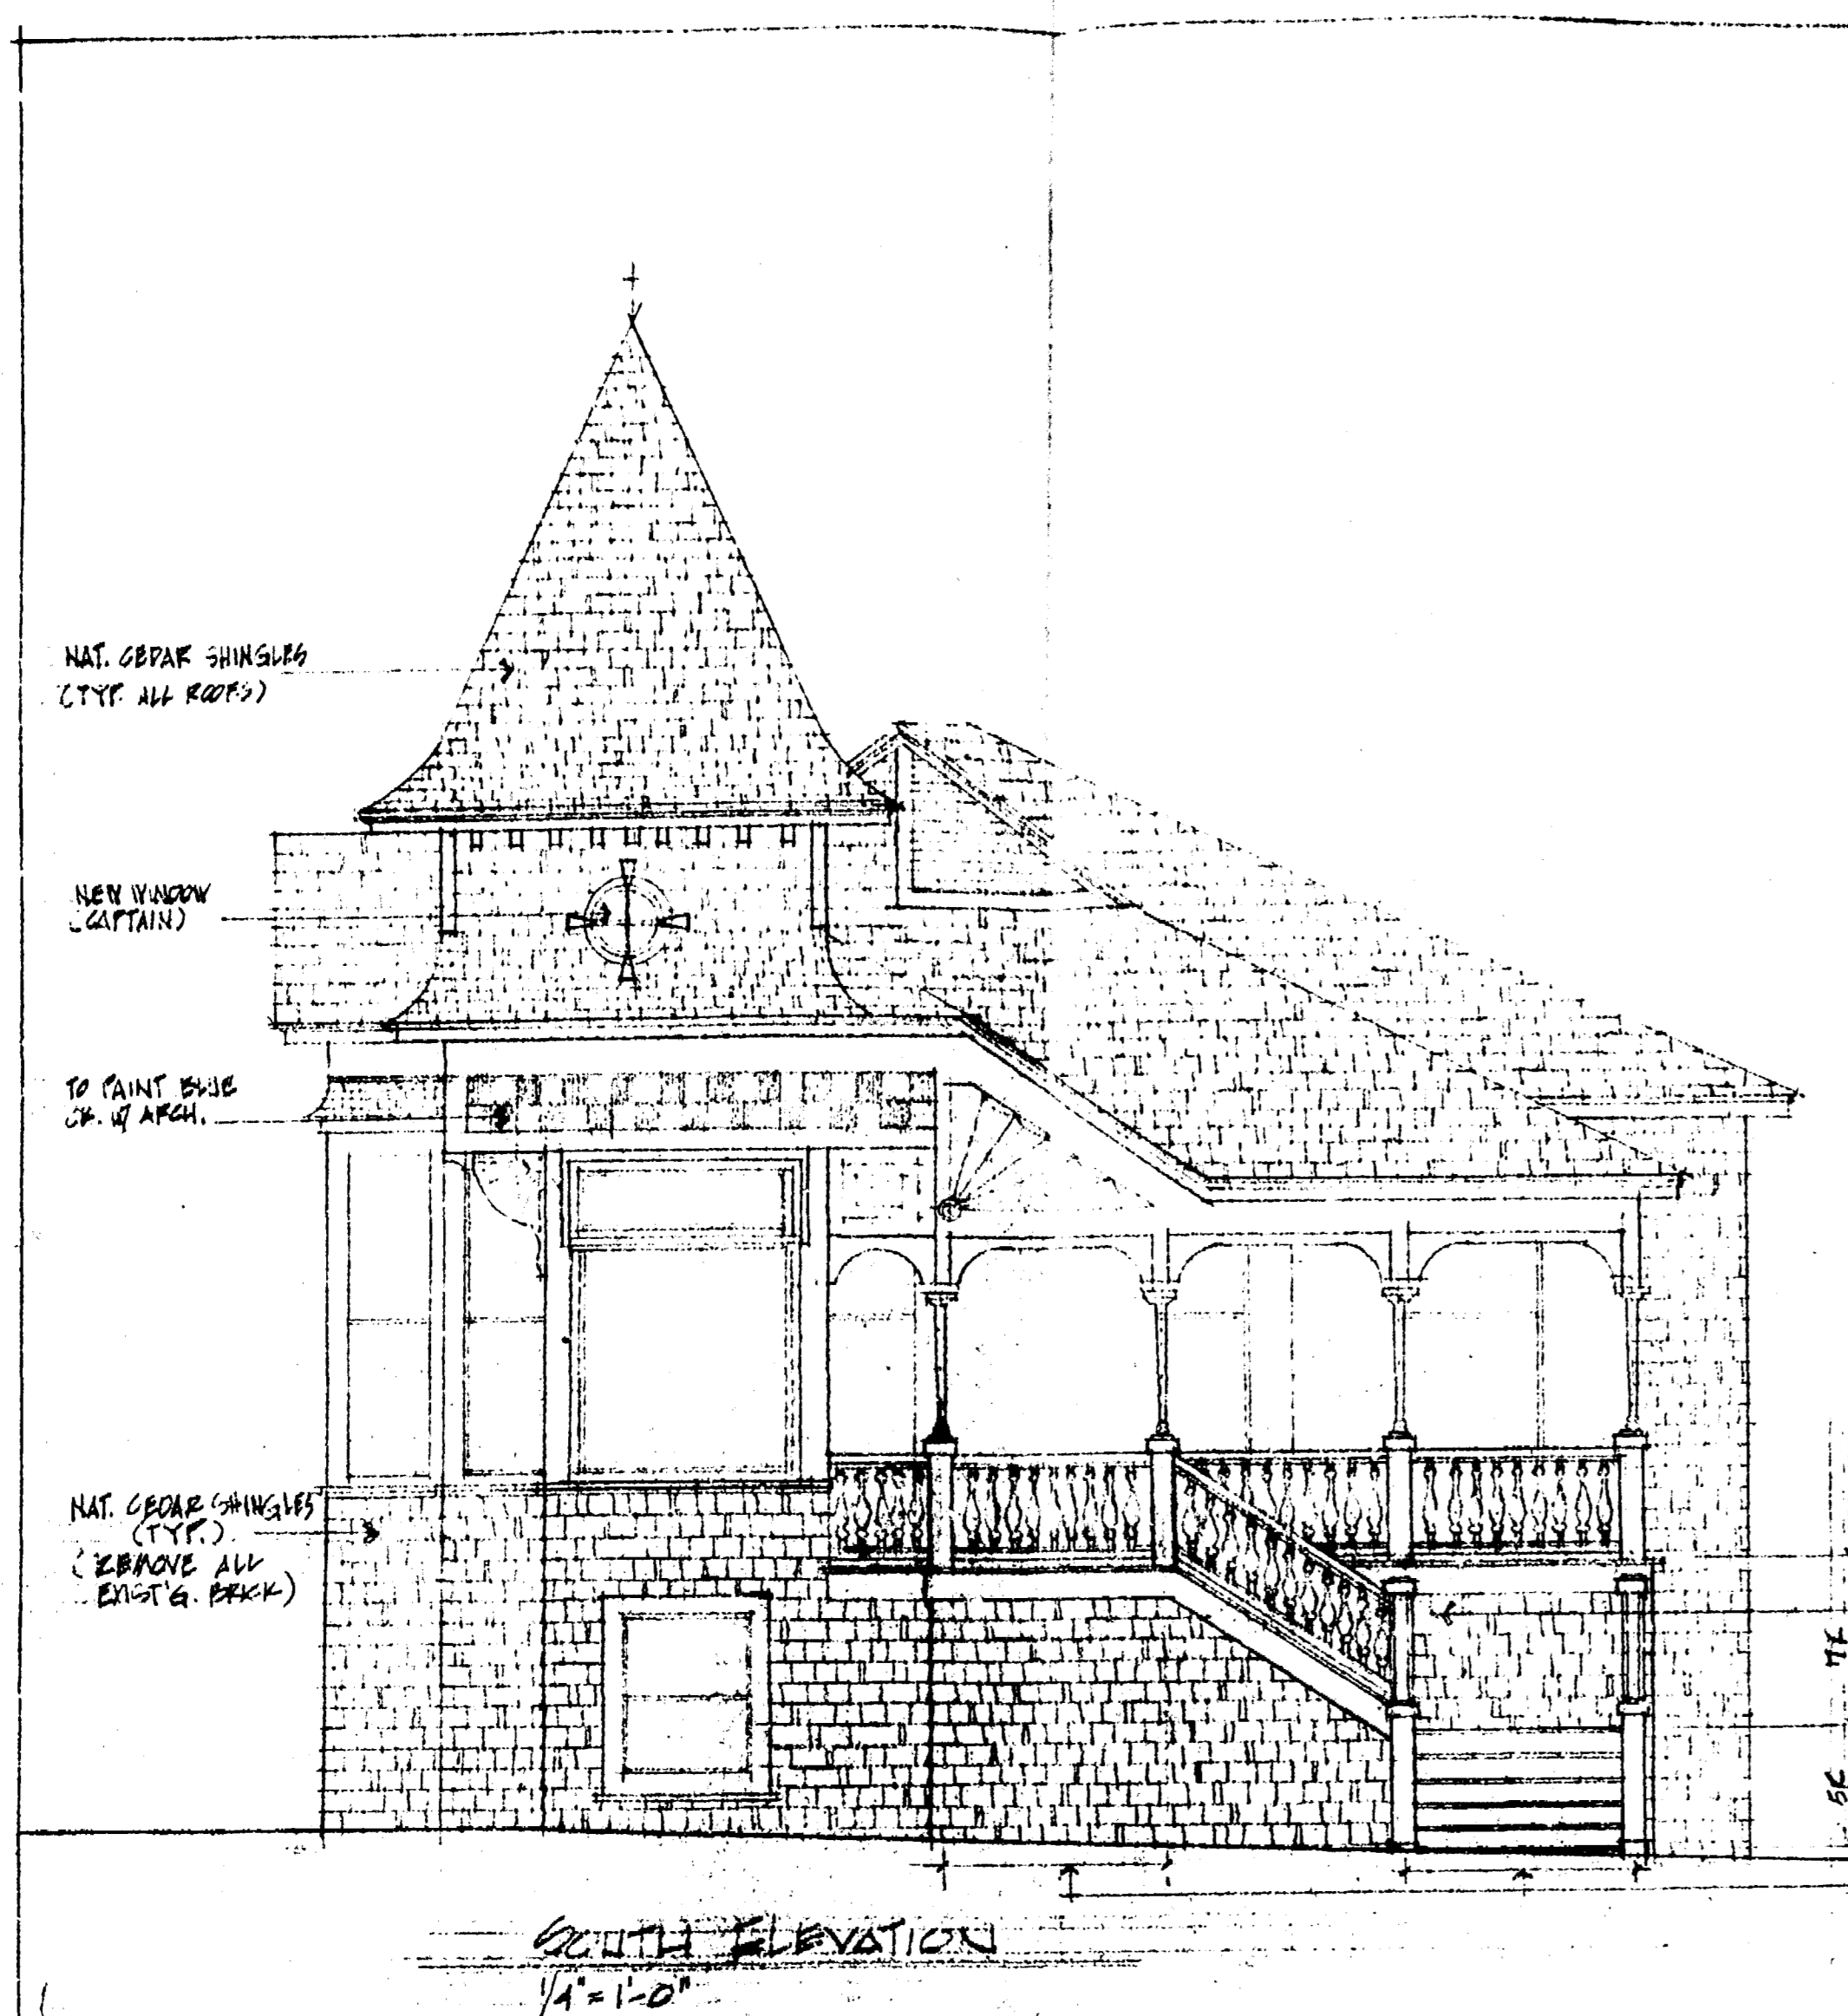 NAT. CEDAR SHINGLES
(TYP. ALL ROOFS)
NEW WINDOW
(CAPTAIN)
TO PAINT BLUE
CK. W/ ARCH.
NAT. CEDAR SHINGLES
(TYP.)
(REMOVE ALL
EXIST'G. BRICK)
SOUTH ELEVATION
1/4" = 1'-0"